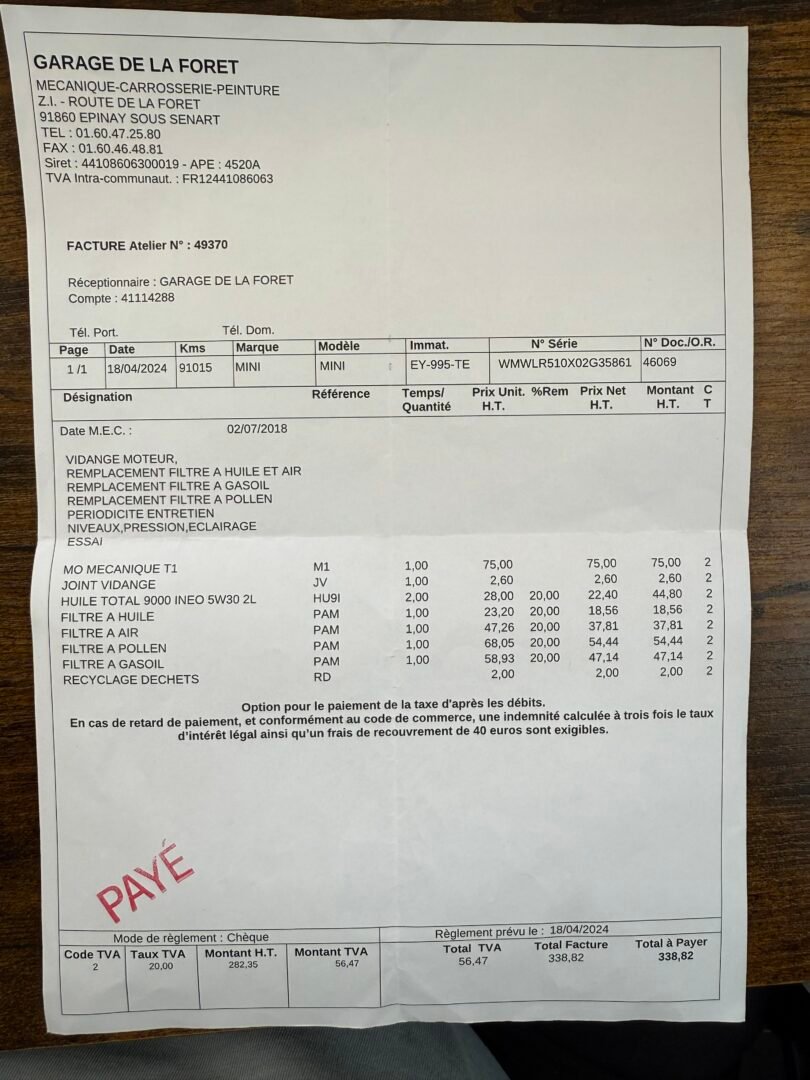 GARAGE DE LA FORET
MECANIQUE-CARROSSERIE-PEINTURE
Z.I. - ROUTE DE LA FORET
91860 EPINAY SOUS SENART
TEL : 01.60.47.25.80
FAX : 01.60.46.48.81
Siret : 44108606300019 - APE : 4520A
TVA Intra-communaut. : FR12441086063
FACTURE Atelier N° : 49370
Réceptionnaire : GARAGE DE LA FORET
Compte : 41114288
Tél. Port. Tél. Dom.
Page Date Kms Marque Modèle Immat. N° Série N° Doc./O.R.
1 /1 18/04/2024 91015 MINI MINI EY-995-TE WMWLR510X02G35861 46069
Désignation Référence Temps/ Quantité Prix Unit. H.T. %Rem Prix Net H.T. Montant H.T. C T
Date M.E.C. : 02/07/2018
VIDANGE MOTEUR,
REMPLACEMENT FILTRE A HUILE ET AIR
REMPLACEMENT FILTRE A GASOIL
REMPLACEMENT FILTRE A POLLEN
PERIODICITE ENTRETIEN
NIVEAUX,PRESSION,ECLAIRAGE
ESSAI
MO MECANIQUE T1 M1 1,00 75,00 75,00 75,00 2
JOINT VIDANGE JV 1,00 2,60 2,60 2,60 2
HUILE TOTAL 9000 INEO 5W30 2L HU9I 2,00 28,00 20,00 22,40 44,80 2
FILTRE A HUILE PAM 1,00 23,20 20,00 18,56 18,56 2
FILTRE A AIR PAM 1,00 47,26 20,00 37,81 37,81 2
FILTRE A POLLEN PAM 1,00 68,05 20,00 54,44 54,44 2
FILTRE A GASOIL PAM 1,00 58,93 20,00 47,14 47,14 2
RECYCLAGE DECHETS RD 2,00 2,00 2,00 2
Option pour le paiement de la taxe d'après les débits.
En cas de retard de paiement, et conformément au code de commerce, une indemnité calculée à trois fois le taux
d'intérêt légal ainsi qu'un frais de recouvrement de 40 euros sont exigibles.
PAYÉ
Mode de règlement : Chèque Règlement prévu le : 18/04/2024
Code TVA Taux TVA Montant H.T. Montant TVA Total TVA Total Facture Total à Payer
2 20,00 282,35 56,47 56,47 338,82 338,82